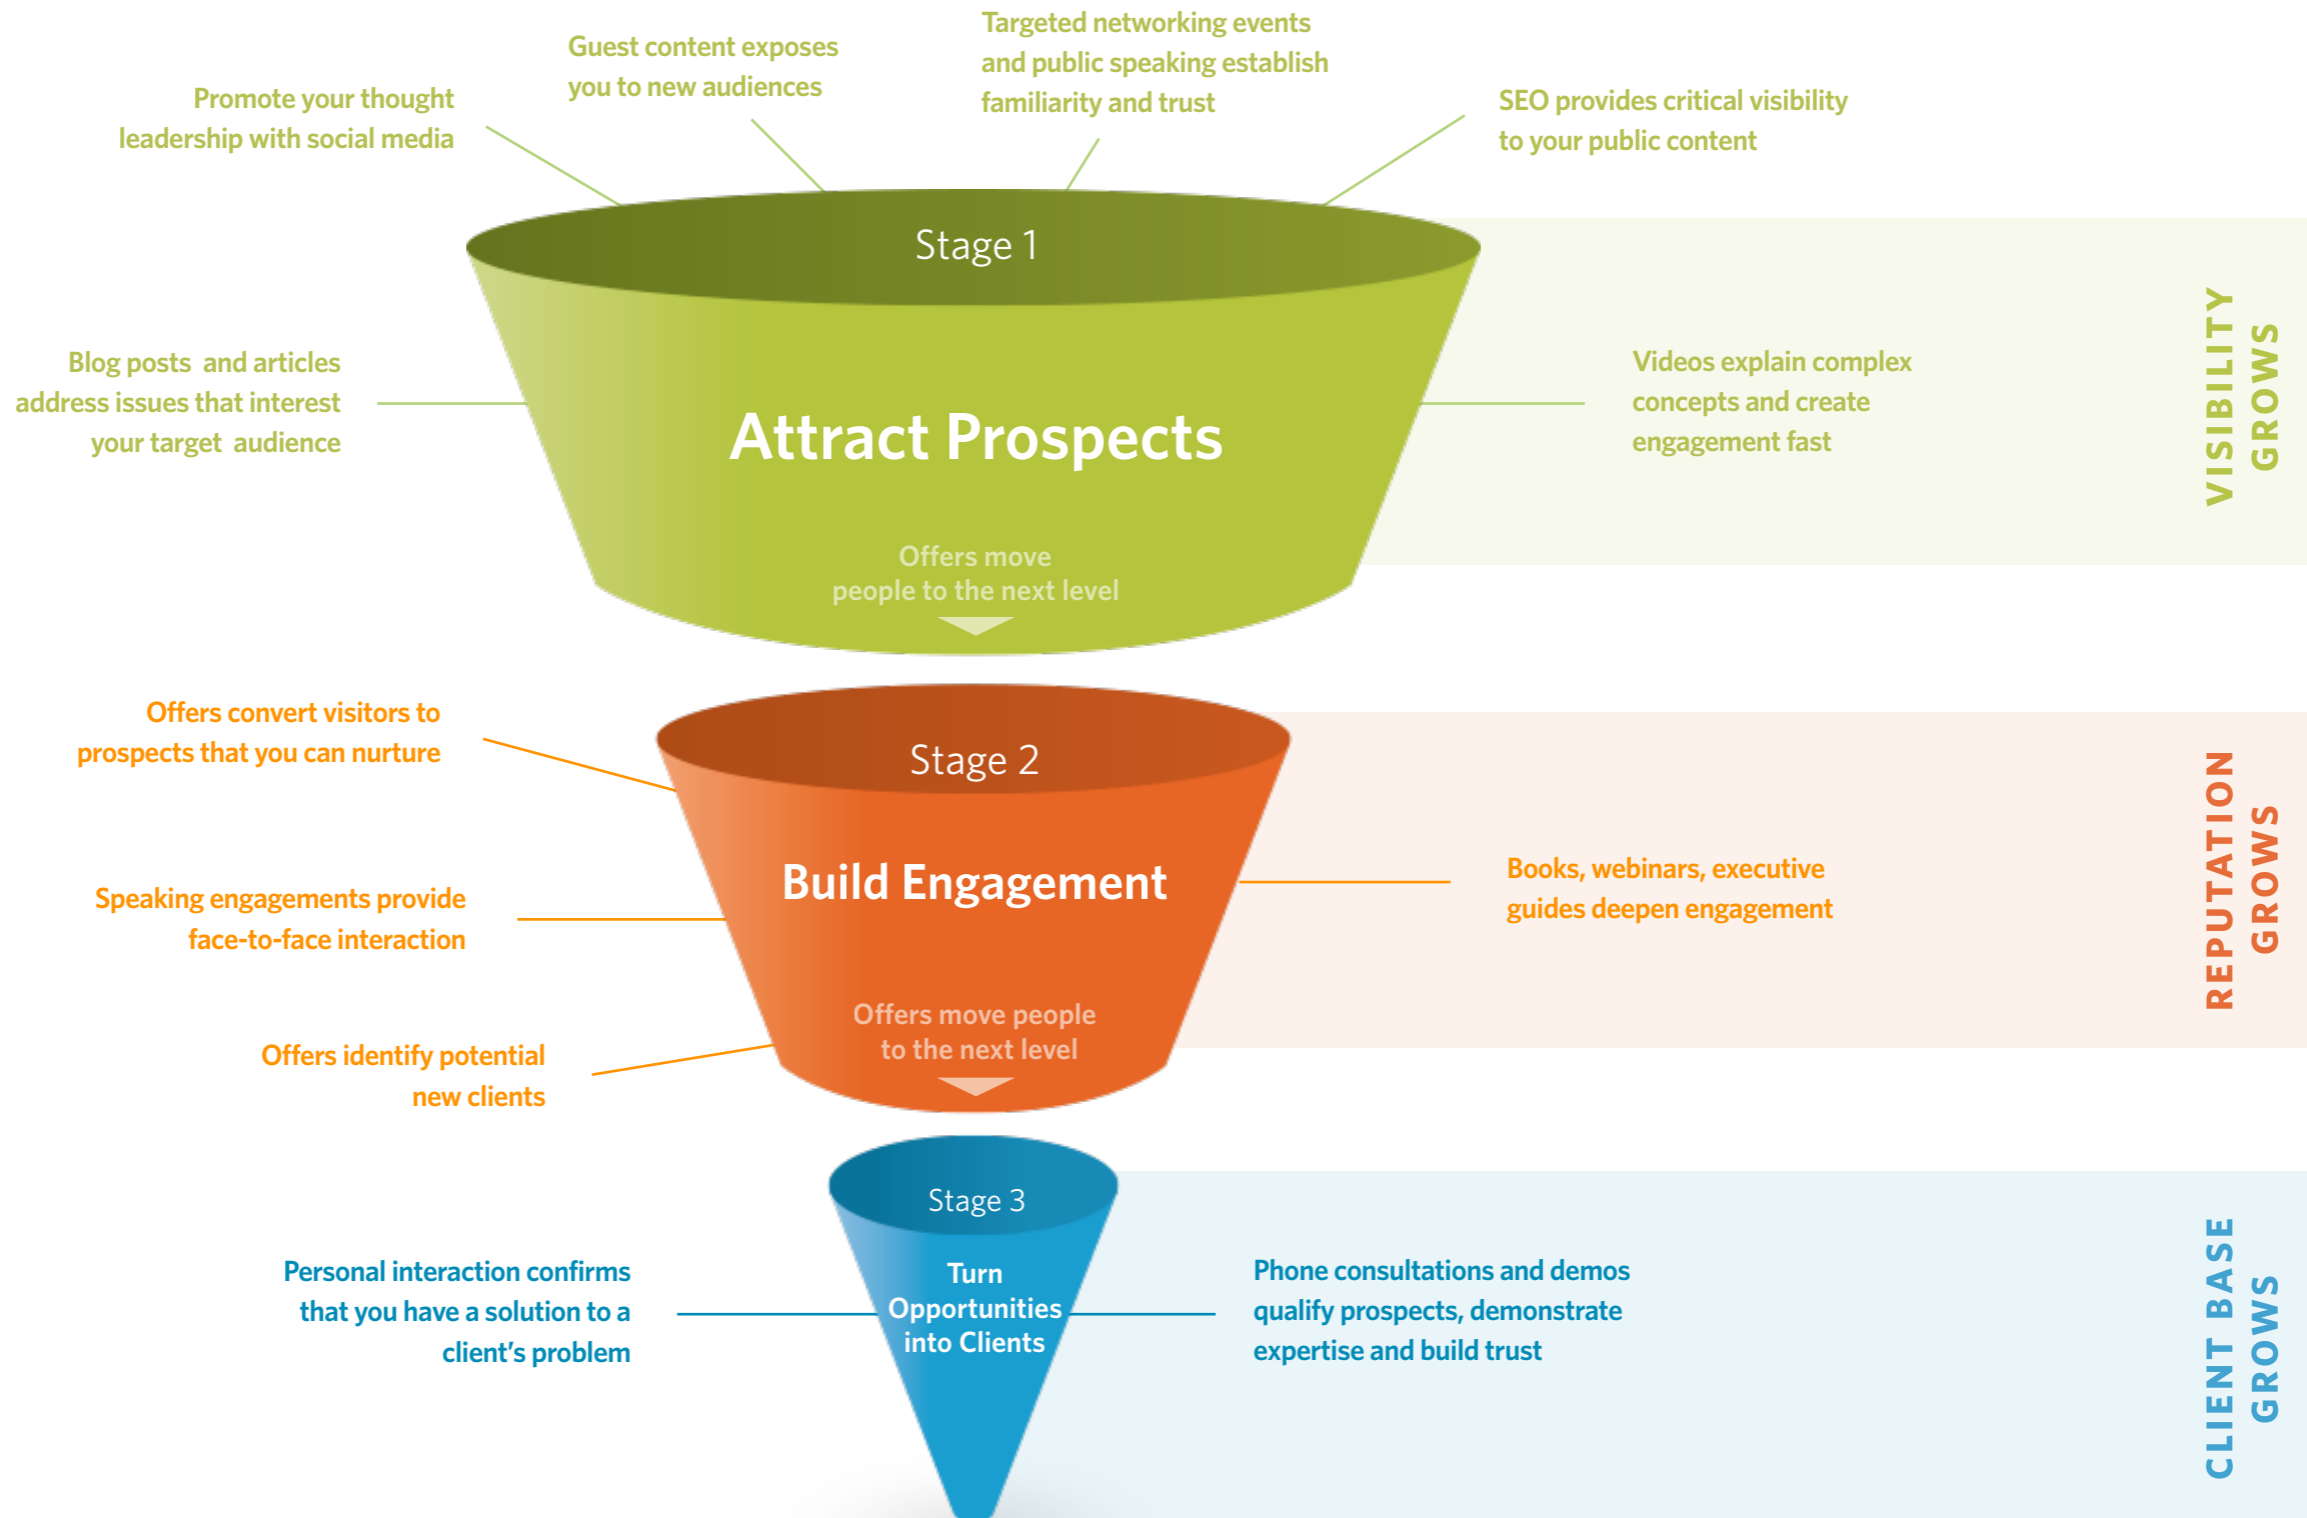 Targeted networking events
and public speaking establish
familiarity and trust
Guest content exposes
you to new audiences
Promote your thought
leadership with social media
SEO provides critical visibility
to your public content
Stage 1
Attract Prospects
Blog posts and articles
address issues that interest
your target audience
Videos explain complex
concepts and create
engagement fast
VISIBILITY
GROWS
Offers move
people to the next level
Offers convert visitors to
prospects that you can nurture
Stage 2
Build Engagement
Speaking engagements provide
face-to-face interaction
Books, webinars, executive
guides deepen engagement
REPUTATION
GROWS
Offers move people
to the next level
Offers identify potential
new clients
Stage 3
Turn
Opportunities
into Clients
Personal interaction confirms
that you have a solution to a
client's problem
Phone consultations and demos
qualify prospects, demonstrate
expertise and build trust
CLIENT BASE
GROWS